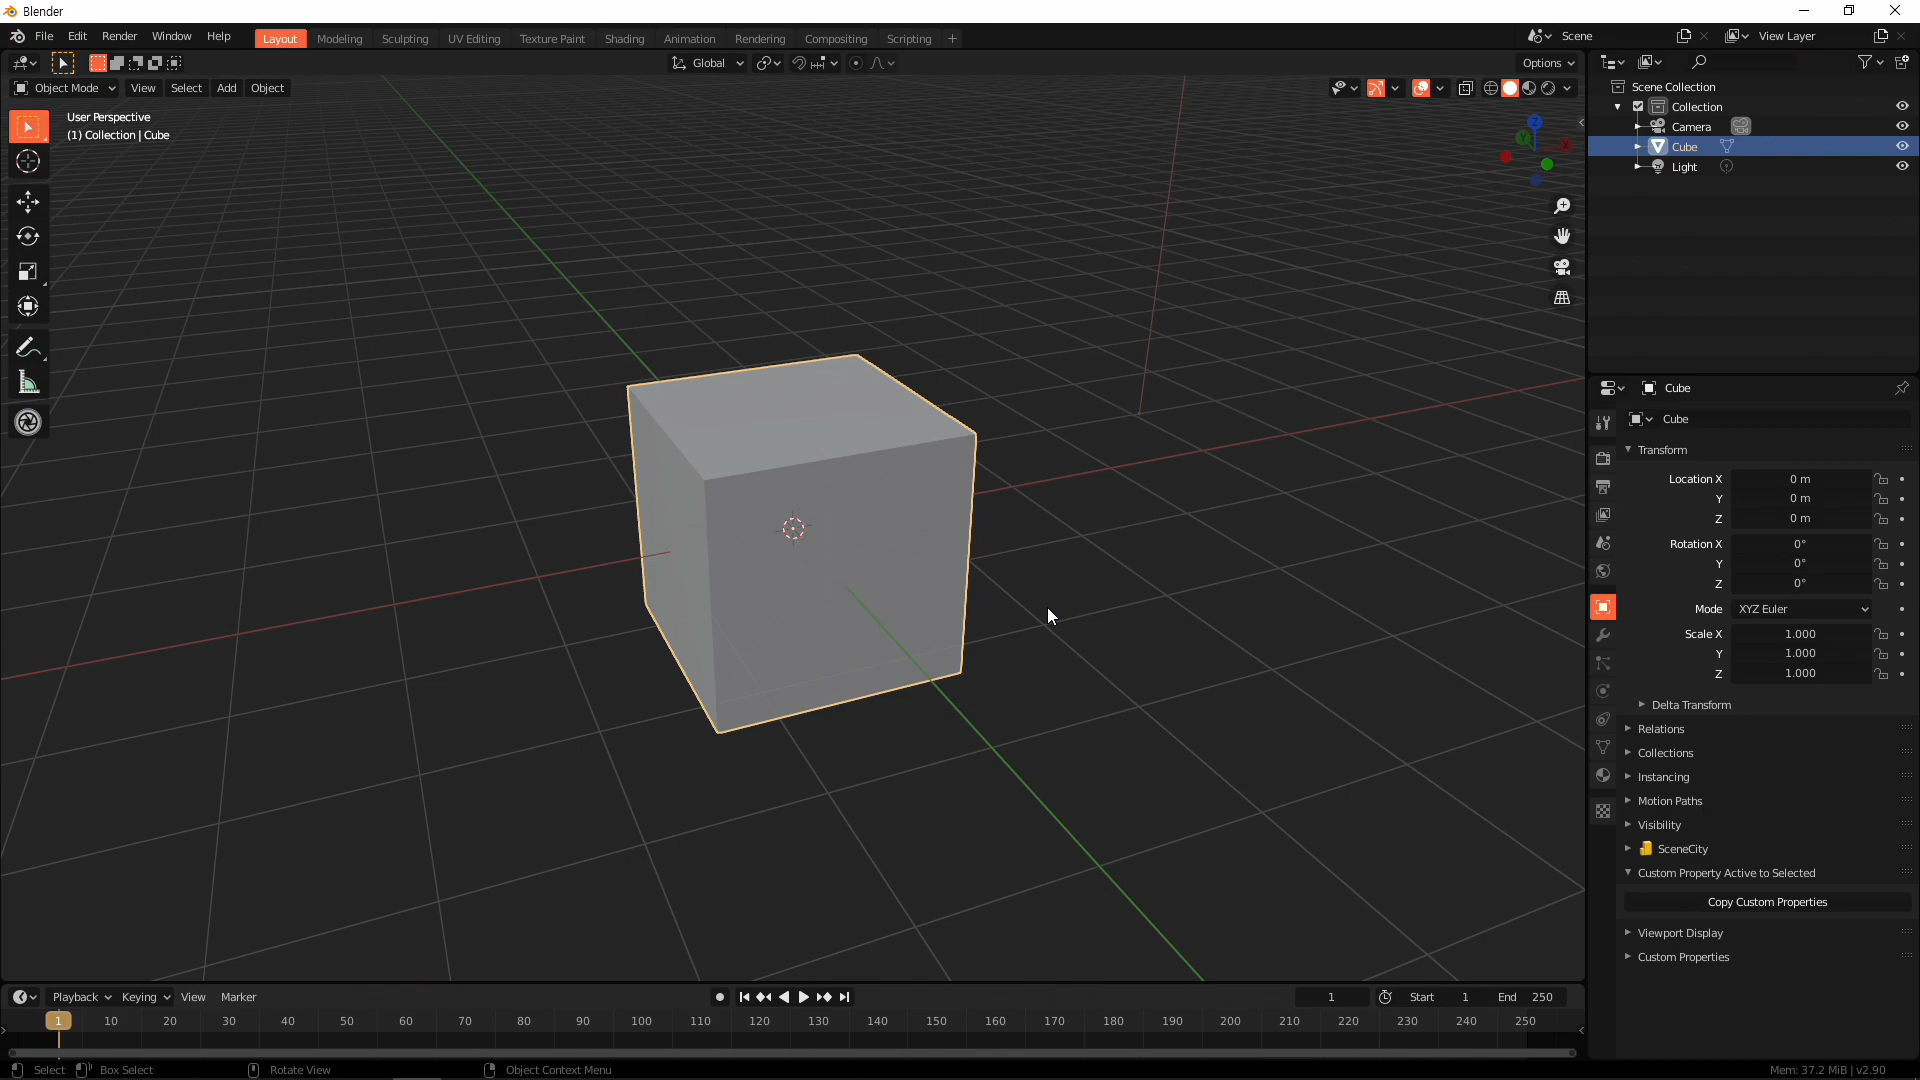 Blender
File Edit Render Window Help Layout Modeling Sculpting UV Editing Texture Paint Shading Animation Rendering Compositing Scripting + Scene View Layer
Global Options
Object Mode View Select Add Object
User Perspective
(1) Collection | Cube
Z
Y
X
Scene Collection
Collection
Camera
Cube
Light
Cube
Cube
Transform
Location X 0 m
Y 0 m
Z 0 m
Rotation X 0°
Y 0°
Z 0°
Mode XYZ Euler
Scale X 1.000
Y 1.000
Z 1.000
Delta Transform
Relations
Collections
Instancing
Motion Paths
Visibility
SceneCity
Custom Property Active to Selected
Copy Custom Properties
Viewport Display
Custom Properties
Playback Keying View Marker 1 Start 1 End 250
1 10 20 30 40 50 60 70 80 90 100 110 120 130 140 150 160 170 180 190 200 210 220 230 240 250
Select Box Select Rotate View Object Context Menu Mem: 37.2 MiB | v2.90